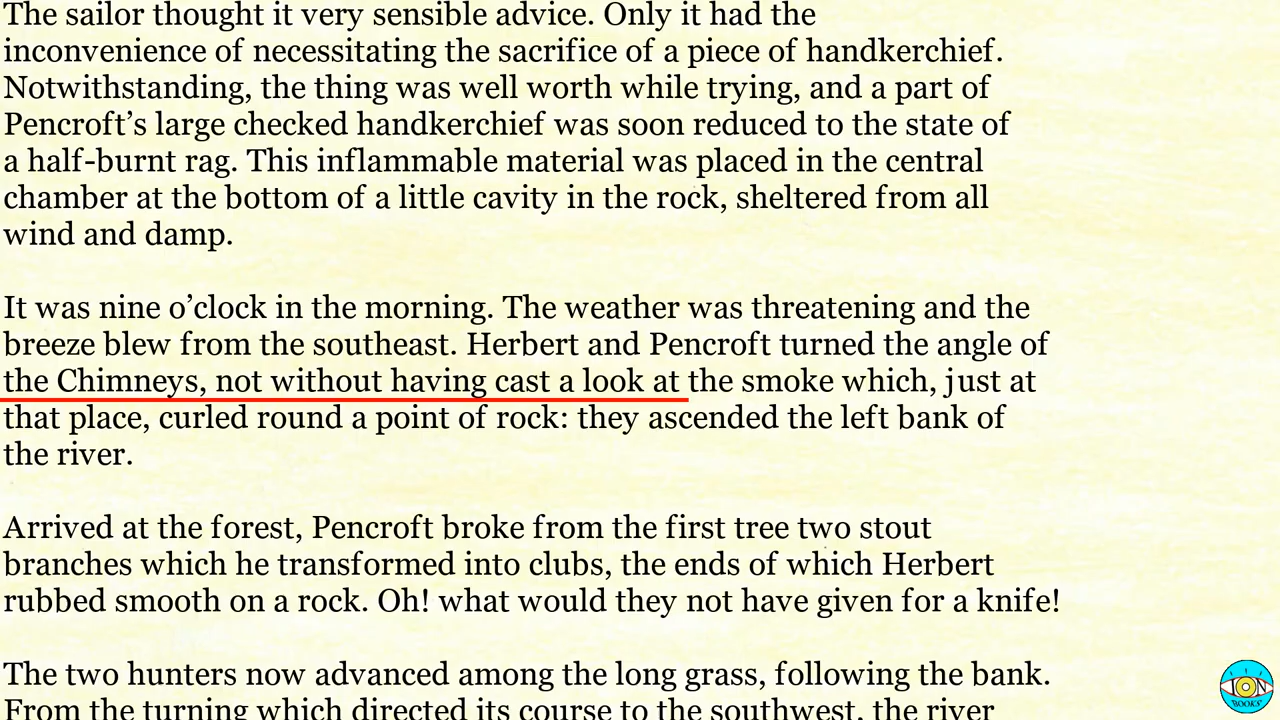 The sailor thought it very sensible advice. Only it had the
inconvenience of necessitating the sacrifice of a piece of handkerchief.
Notwithstanding, the thing was well worth while trying, and a part of
Pencroft’s large checked handkerchief was soon reduced to the state of
a half-burnt rag. This inflammable material was placed in the central
chamber at the bottom of a little cavity in the rock, sheltered from all
wind and damp.
It was nine o’clock in the morning. The weather was threatening and the
breeze blew from the southeast. Herbert and Pencroft turned the angle of
the Chimneys, not without having cast a look at the smoke which, just at
that place, curled round a point of rock: they ascended the left bank of
the river.
Arrived at the forest, Pencroft broke from the first tree two stout
branches which he transformed into clubs, the ends of which Herbert
rubbed smooth on a rock. Oh! what would they not have given for a knife!
The two hunters now advanced among the long grass, following the bank.
From the turning which directed its course to the southwest, the river
ION
BOOKS